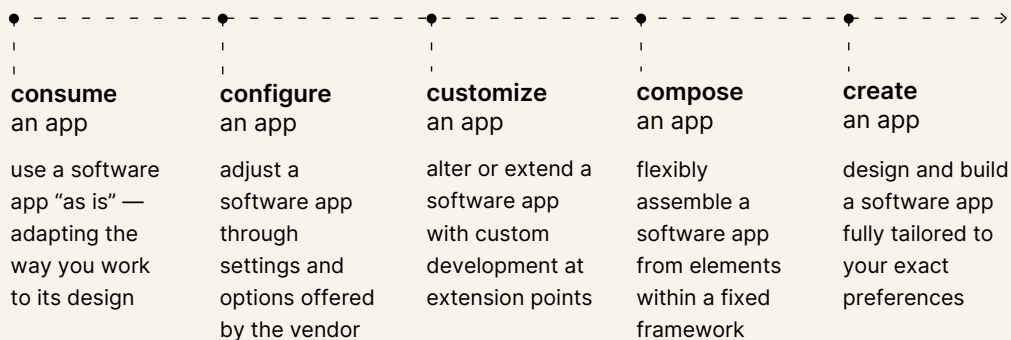 consume
an app
use a software
app “as is” —
adapting the
way you work
to its design
configure
an app
adjust a
software app
through
settings and
options offered
by the vendor
customize
an app
alter or extend a
software app
with custom
development at
extension points
compose
an app
flexibly
assemble a
software app
from elements
within a fixed
framework
create
an app
design and build
a software app
fully tailored to
your exact
preferences